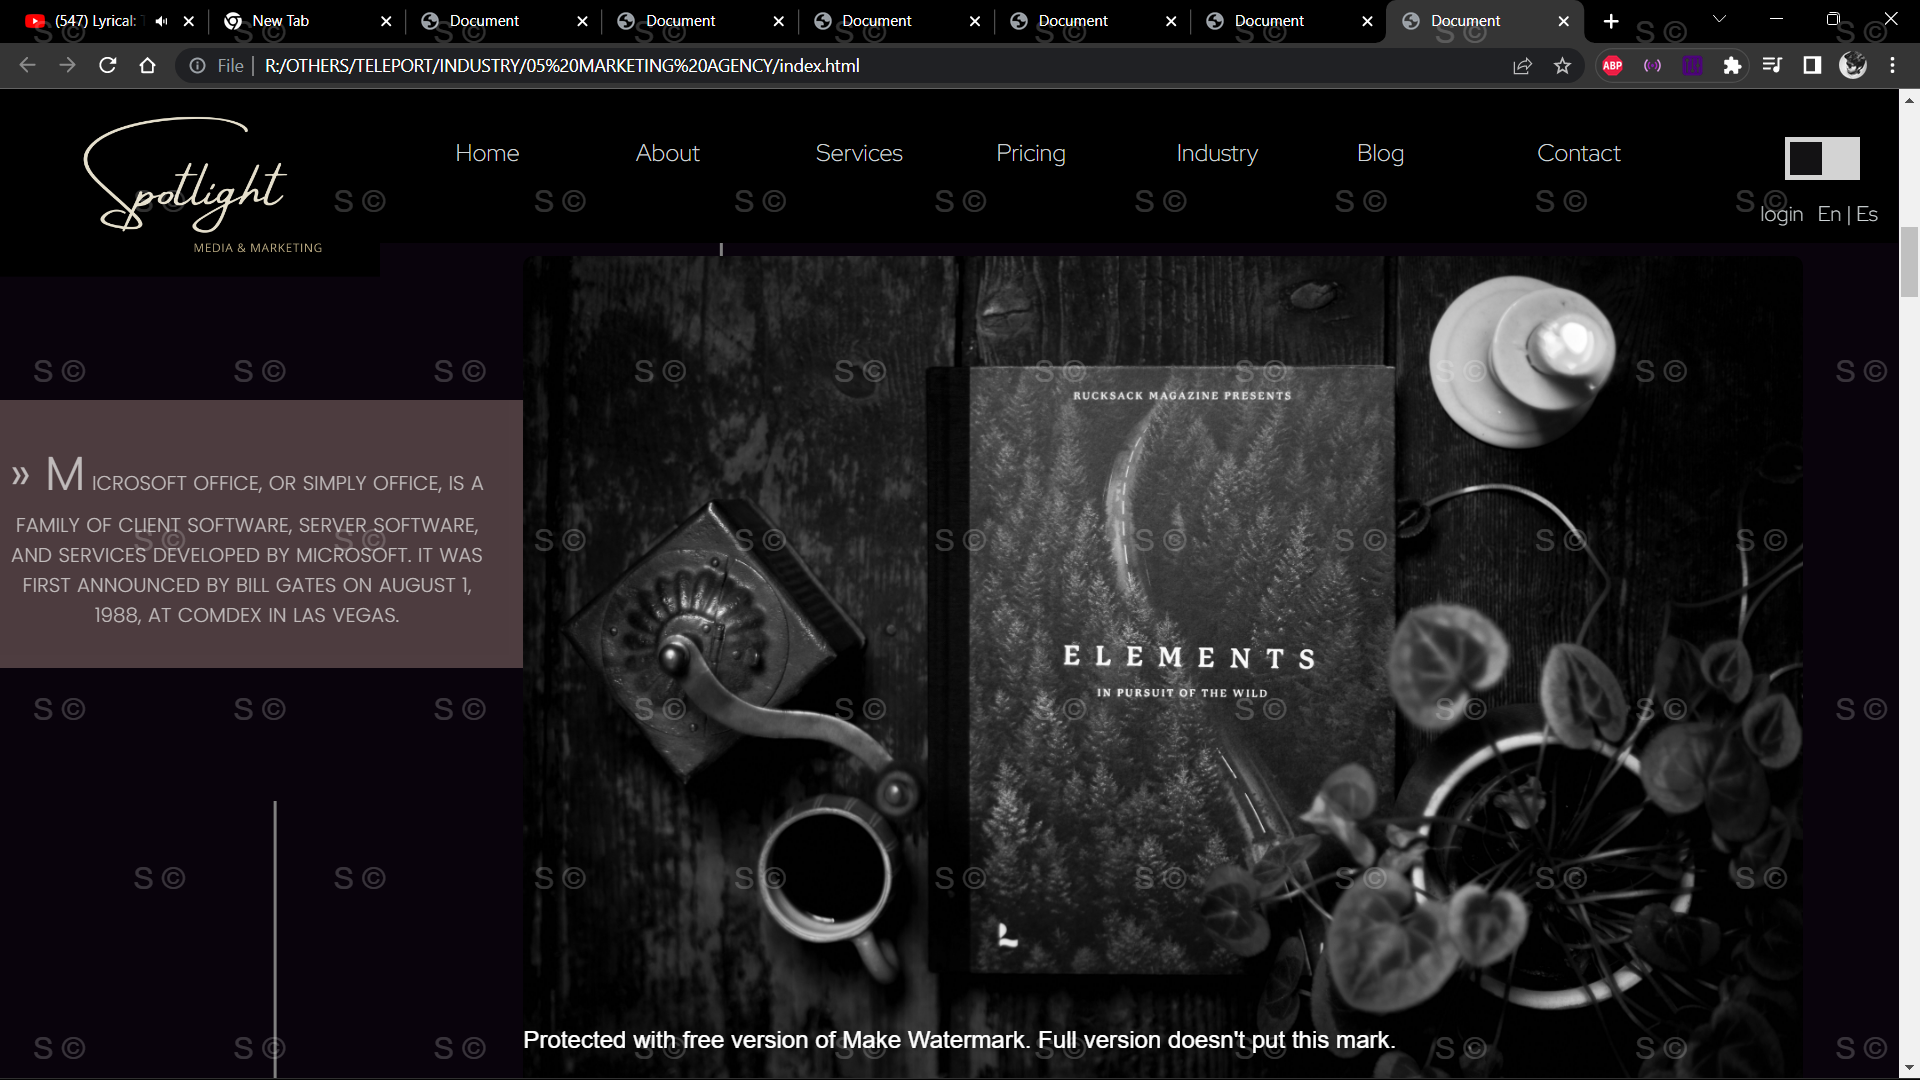 (547) Lyrical:
New Tab
Document
Document
Document
Document
Document
Document
File
R:/OTHERS/TELEPORT/INDUSTRY/05%20MARKETING%20AGENCY/index.html
ABP
Spotlight
MEDIA & MARKETING
Home
About
Services
Pricing
Industry
Blog
Contact
login En | Es
» MICROSOFT OFFICE, OR SIMPLY OFFICE, IS A
FAMILY OF CLIENT SOFTWARE, SERVER SOFTWARE,
AND SERVICES DEVELOPED BY MICROSOFT. IT WAS
FIRST ANNOUNCED BY BILL GATES ON AUGUST 1,
1988, AT COMDEX IN LAS VEGAS.
RUCKSACK MAGAZINE PRESENTS
ELEMENTS
IN PURSUIT OF THE WILD
S ©
Protected with free version of Make Watermark. Full version doesn't put this mark.